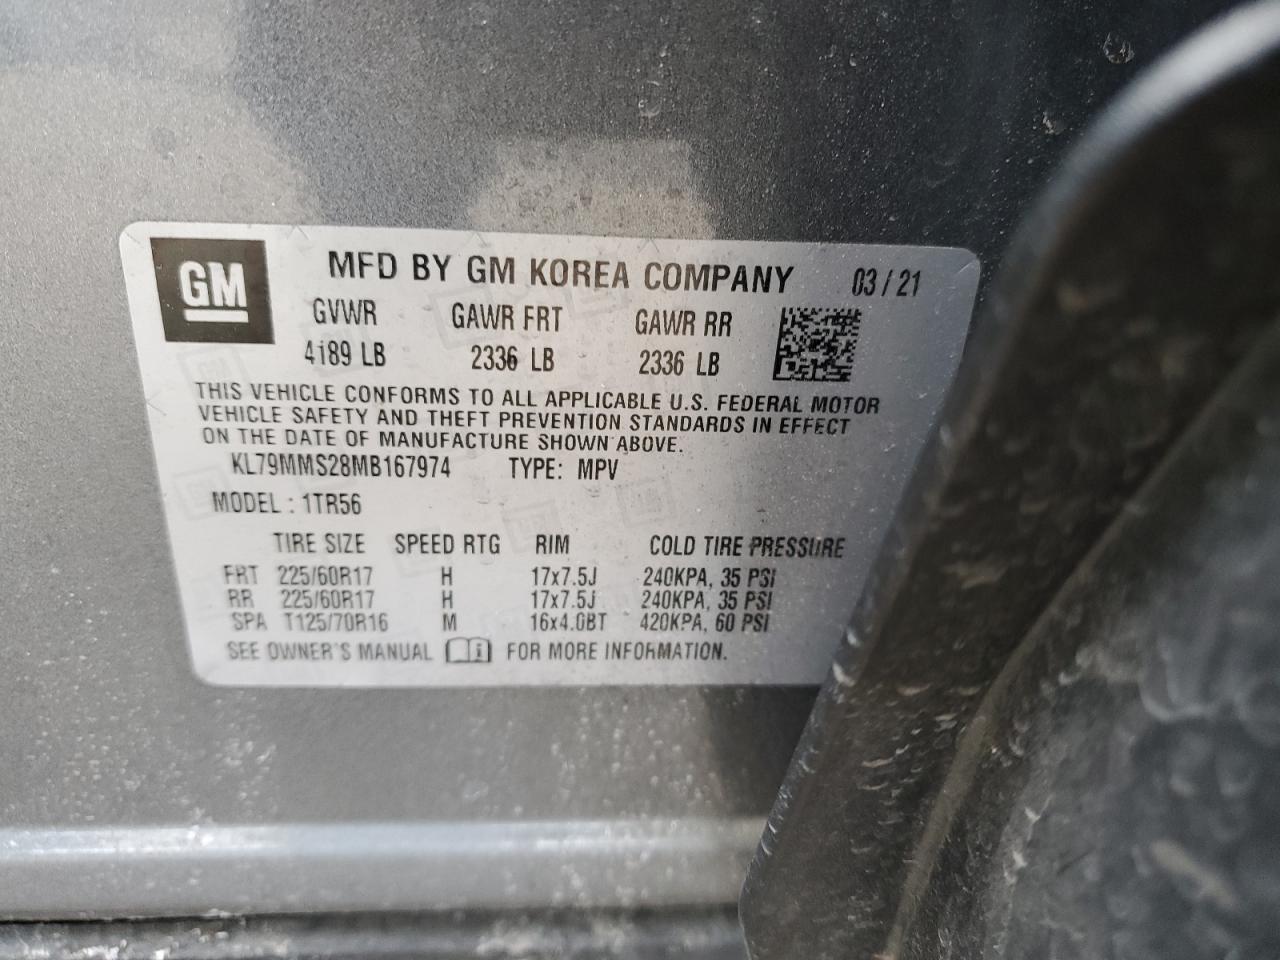 GM
MFD BY GM KOREA COMPANY 03/21
GVWR GAWR FRT GAWR RR
4189 LB 2336 LB 2336 LB
THIS VEHICLE CONFORMS TO ALL APPLICABLE U.S. FEDERAL MOTOR
VEHICLE SAFETY AND THEFT PREVENTION STANDARDS IN EFFECT
ON THE DATE OF MANUFACTURE SHOWN ABOVE.
KL79MMS28MB167974 TYPE: MPV
MODEL: 1TR56
TIRE SIZE SPEED RTG RIM COLD TIRE PRESSURE
FRT 225/60R17 H 17x7.5J 240KPA, 35 PSI
RR 225/60R17 H 17x7.5J 240KPA, 35 PSI
SPA T125/70R16 M 16x4.0BT 420KPA, 60 PSI
SEE OWNER'S MANUAL FOR MORE INFORMATION.